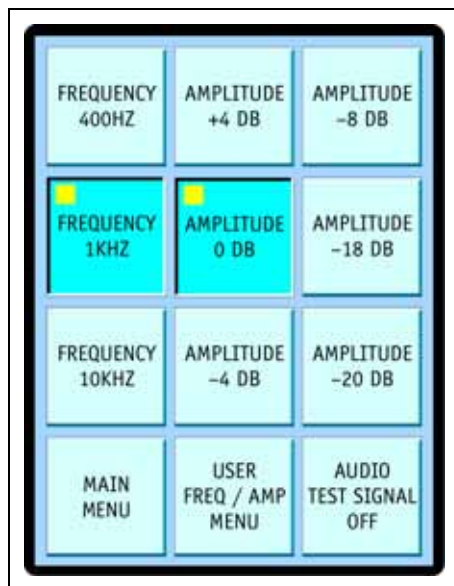 FREQUENCY
400HZ
AMPLITUDE
+4 DB
AMPLITUDE
–8 DB
FREQUENCY
1KHZ
AMPLITUDE
0 DB
AMPLITUDE
–18 DB
FREQUENCY
10KHZ
AMPLITUDE
–4 DB
AMPLITUDE
–20 DB
MAIN
MENU
USER
FREQ / AMP
MENU
AUDIO
TEST SIGNAL
OFF